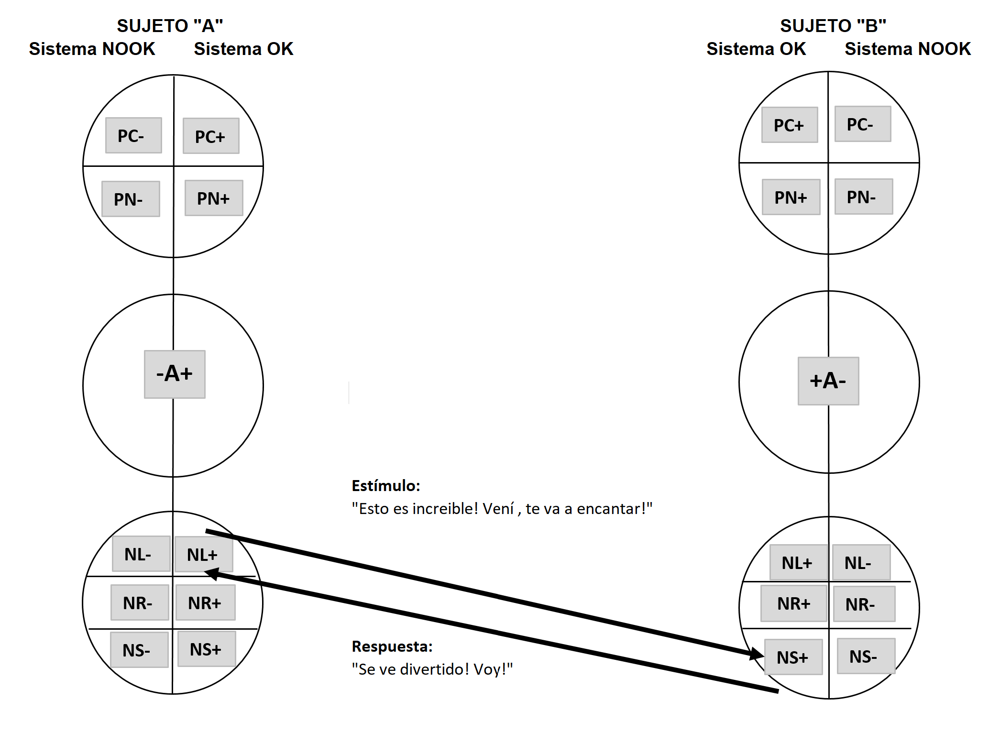 SUJETO "A"
Sistema NOOK Sistema OK
PC- PC+
PN- PN+
-A+
NL- NL+
NR- NR+
NS- NS+
Estímulo:
"Esto es increible! Vení , te va a encantar!"
Respuesta:
"Se ve divertido! Voy!"
SUJETO "B"
Sistema OK Sistema NOOK
PC+ PC-
PN+ PN-
+A-
NL+ NL-
NR+ NR-
NS+ NS-